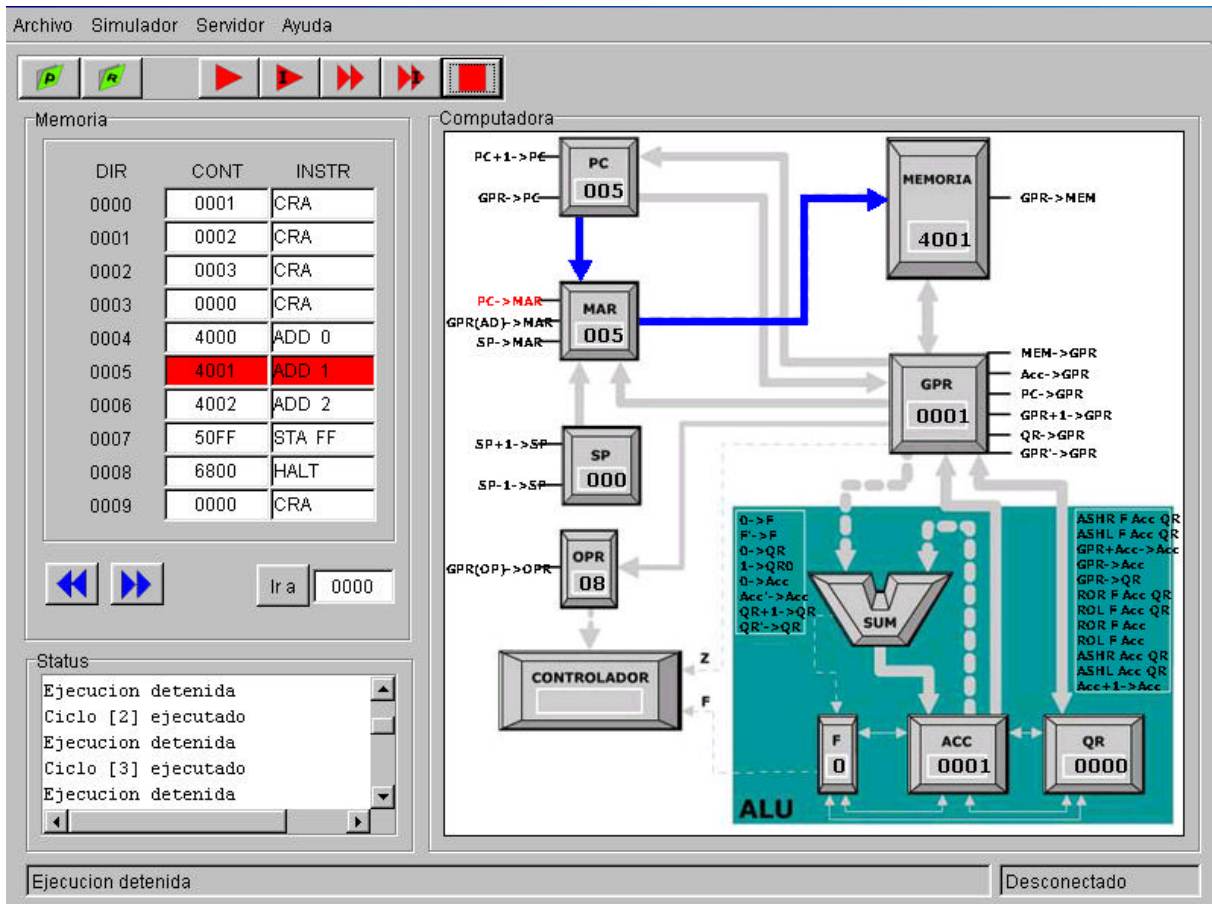 Archivo Simulador Servidor Ayuda
P R I I
Memoria
DIR CONT INSTR
0000 0001 CRA
0001 0002 CRA
0002 0003 CRA
0003 0000 CRA
0004 4000 ADD 0
0005 4001 ADD 1
0006 4002 ADD 2
0007 50FF STA FF
0008 6800 HALT
0009 0000 CRA
Ir a 0000
Status
Ejecucion detenida
Ciclo [2] ejecutado
Ejecucion detenida
Ciclo [3] ejecutado
Ejecucion detenida
Computadora
PC+1->PC
GPR->PC
PC
005
MEMORIA
4001
GPR->MEM
PC->MAR
GPR(AD)->MAR
SP->MAR
MAR
005
GPR
0001
MEM->GPR
Acc->GPR
PC->GPR
GPR+1->GPR
QR->GPR
GPR'->GPR
SP+1->SP
SP-1->SP
SP
000
GPR(OP)->OPR
OPR
08
CONTROLADOR
Z
F
0->F
F'->F
0->QR
1->QR0
0->Acc
Acc'->Acc
QR+1->QR
QR'->QR
SUM
ASHR F Acc QR
ASHL F Acc QR
GPR+Acc->Acc
GPR->Acc
GPR->QR
ROR F Acc QR
ROL F Acc QR
ROR F Acc
ROL F Acc
ASHR Acc QR
ASHL Acc QR
Acc+1->Acc
F
0
ACC
0001
QR
0000
ALU
Ejecucion detenida
Desconectado